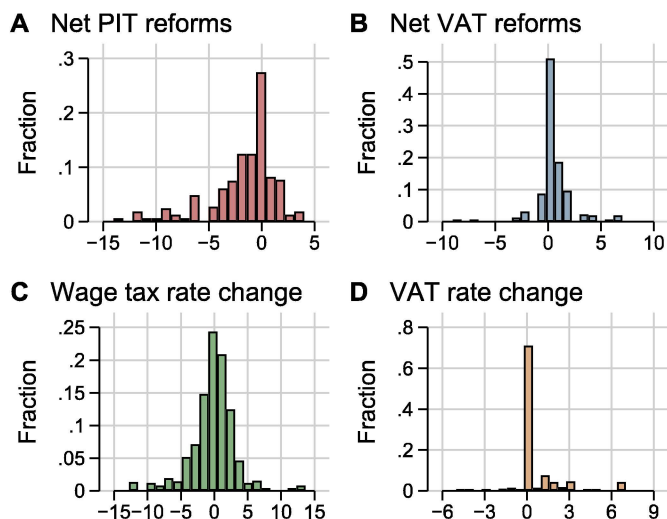 A Net PIT reforms
Fraction
.3
.2
.1
0
−15 −10 −5 0 5
B Net VAT reforms
Fraction
.5
.4
.3
.2
.1
0
−10 −5 0 5 10
C Wage tax rate change
Fraction
.25
.2
.15
.1
.05
0
−15 −10 −5 0 5 10 15
D VAT rate change
Fraction
.8
.6
.4
.2
0
−6 −3 0 3 6 9